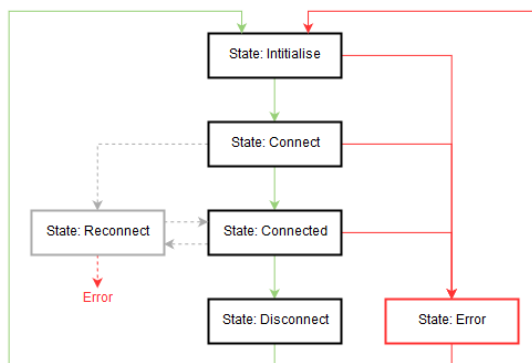 State: Intitialise
State: Connect
State: Reconnect
State: Connected
Error
State: Disconnect
State: Error